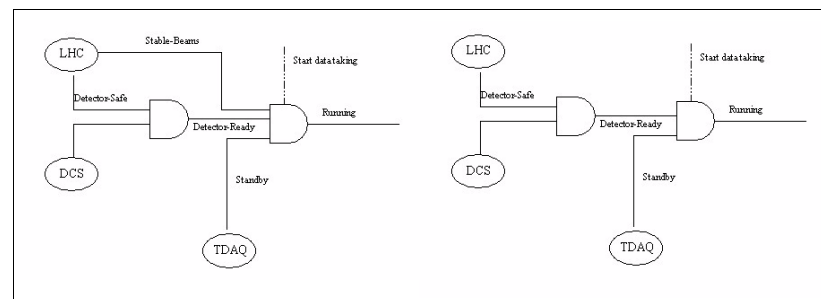 LHC
Stable-Beams
Start datataking
Detector-Safe
Running
Detector-Ready
DCS
Standby
TDAQ
LHC
Start datataking
Detector-Safe
Running
Detector-Ready
DCS
Standby
TDAQ